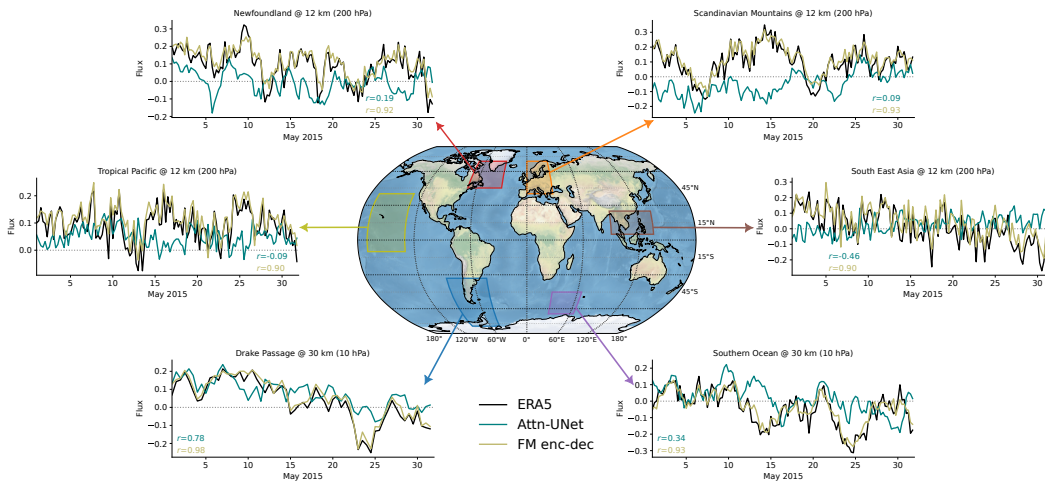 Newfoundland @ 12 km (200 hPa)
Flux
0.3
0.2
0.1
0.0
−0.1
0.2
r=0.19
r=0.92
5
10
15
20
25
30
May 2015
Scandinavian Mountains @ 12 km (200 hPa)
Flux
0.3
0.2
0.1
0.0
−0.1
−0.2
r=0.09
r=0.93
5
10
15
20
25
30
May 2015
Tropical Pacific @ 12 km (200 hPa)
Flux
0.2
0.1
0.0
r=-0.09
r=0.90
5
10
15
20
25
30
May 2015
45°N
15°N
15°S
45°S
180°
120°W
60°W
0°
60°E
120°E
180°
South East Asia @ 12 km (200 hPa)
Flux
0.2
0.1
0.0
−0.1
−0.2
r=-0.46
r=0.90
5
10
15
20
25
30
May 2015
Drake Passage @ 30 km (10 hPa)
Flux
0.2
0.1
0.0
−0.1
−0.2
r=0.78
r=0.98
5
10
15
20
25
30
May 2015
ERA5
Attn-UNet
FM enc-dec
Southern Ocean @ 30 km (10 hPa)
Flux
0.2
0.1
0.0
−0.1
−0.2
−0.3
r=0.34
r=0.93
5
10
15
20
25
30
May 2015